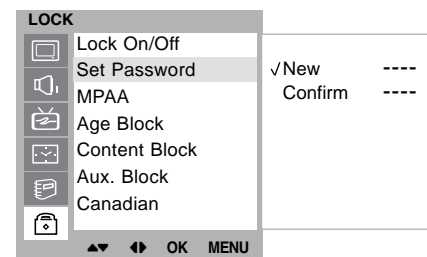 LOCK
Lock On/Off
Set Password
MPAA
Age Block
Content Block
Aux. Block
Canadian
√New ----
Confirm ----
▲▼ ◀▶ OK MENU